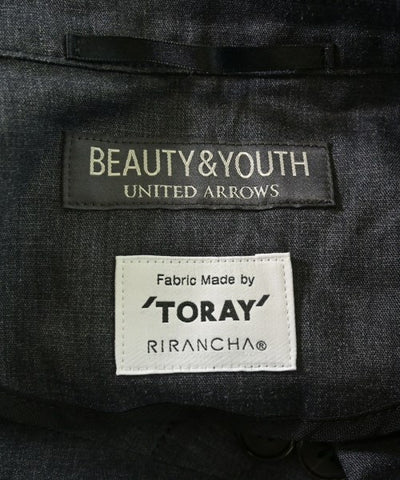 BEAUTY&YOUTH
UNITED ARROWS
Fabric Made by
'TORAY'
RIRANCHA®